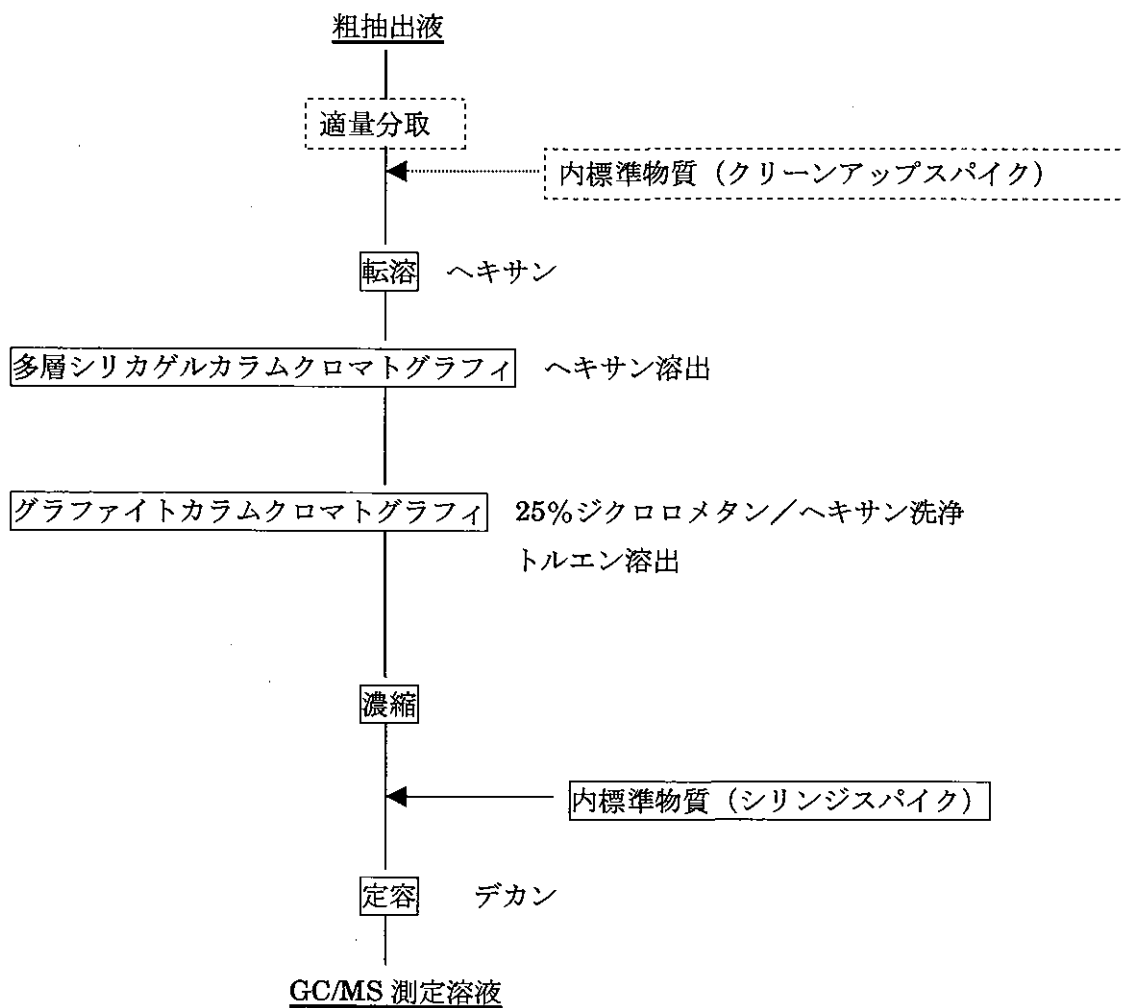 粗抽出液
適量分取
内標準物質（クリーンアップスパイク）
転溶 ヘキサン
多層シリカゲルカラムクロマトグラフィ ヘキサン溶出
グラファイトカラムクロマトグラフィ 25%ジクロロメタン／ヘキサン洗浄
トルエン溶出
濃縮
内標準物質（シリンジスパイク）
定容 デカン
GC/MS 測定溶液